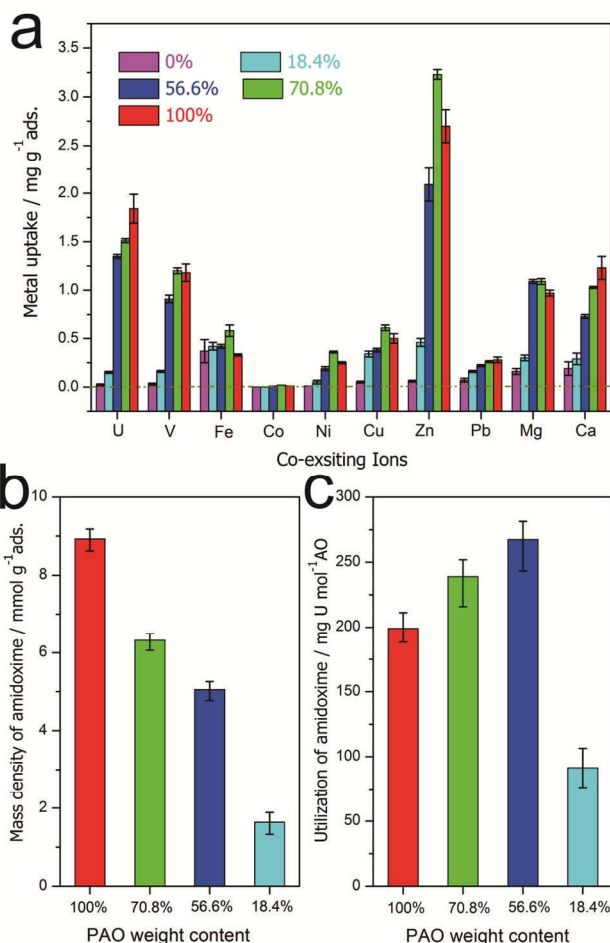 a
0%
18.4%
56.6%
70.8%
100%
Metal uptake / mg g⁻¹ ads.
3.5
3.0
2.5
2.0
1.5
1.0
0.5
0.0
U V Fe Co Ni Cu Zn Pb Mg Ca
Co-exsiting Ions
b
Mass density of amidoxime / mmol g⁻¹ads.
10
8
6
4
2
0
100% 70.8% 56.6% 18.4%
PAO weight content
c
Utilization of amidoxime / mg U mol⁻¹AO
300
250
200
150
100
50
0
100% 70.8% 56.6% 18.4%
PAO weight content